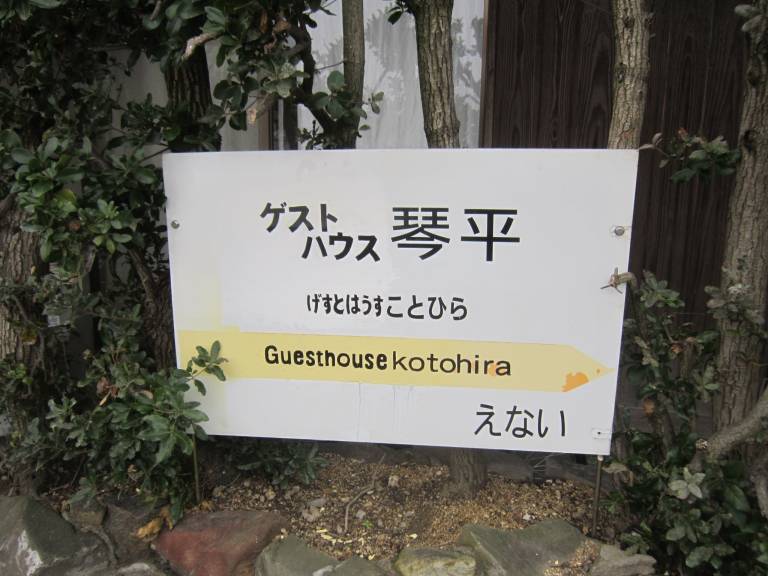 ゲスト
ハウス 琴平
げすとはうすことひら
Guesthouse kotohira
えない